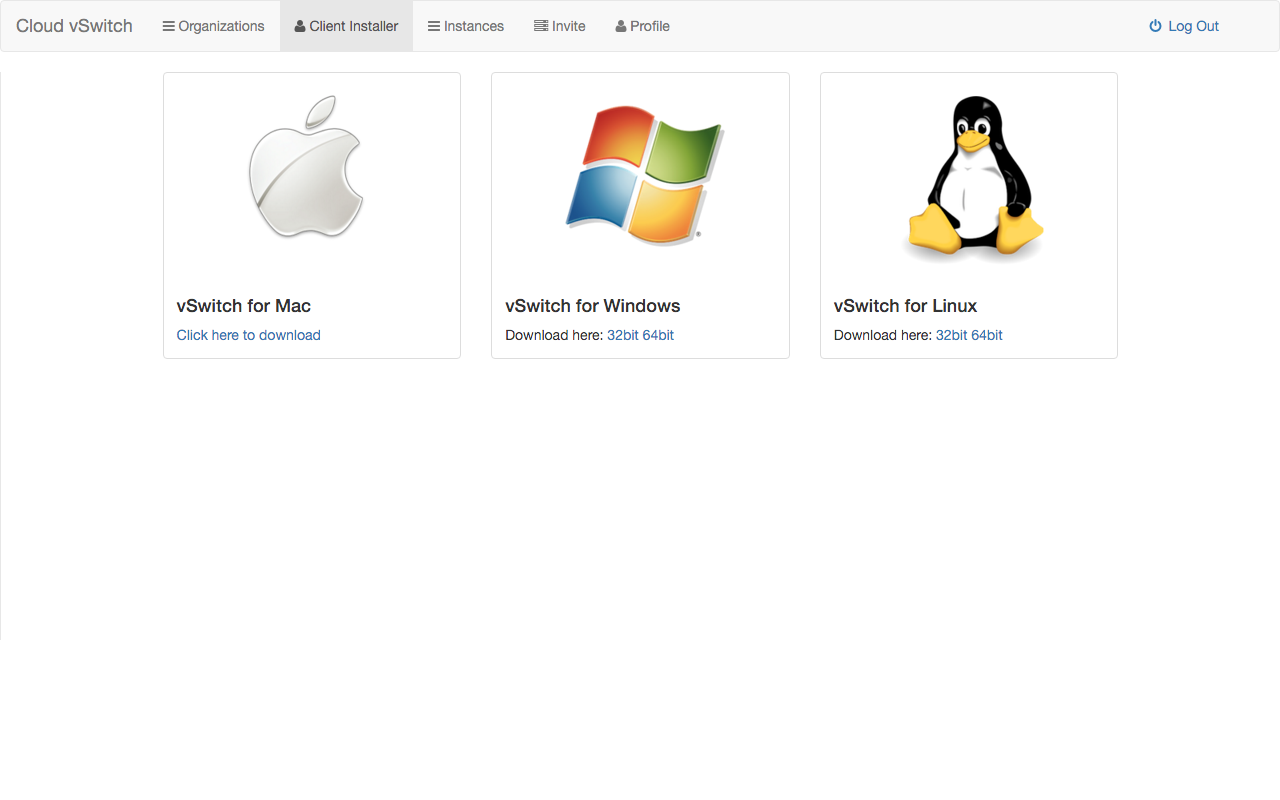 Cloud vSwitch Organizations Client Installer Instances Invite Profile Log Out
vSwitch for Mac
Click here to download
vSwitch for Windows
Download here: 32bit 64bit
vSwitch for Linux
Download here: 32bit 64bit